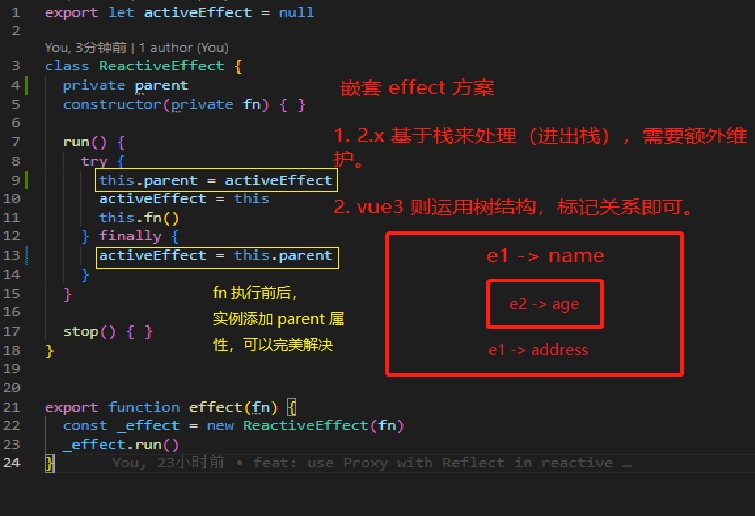 1 export let activeEffect = null
2
You, 3分钟前 | 1 author (You)
3 class ReactiveEffect {
4 private parent
5 constructor(private fn) { }
6
7 run() {
8 try {
9 this.parent = activeEffect
10 activeEffect = this
11 this.fn()
12 } finally {
13 activeEffect = this.parent
14 }
15 }
16
17 stop() { }
18 }
19
20
21 export function effect(fn) {
22 const _effect = new ReactiveEffect(fn)
23 _effect.run()
24 } You, 23小时前 • feat: use Proxy with Reflect in reactive …
嵌套 effect 方案
1. 2.x 基于栈来处理（进出栈）, 需要额外维
护。
2. vue3 则运用树结构，标记关系即可。
e1 -> name
e2 -> age
e1 -> address
fn 执行前后，
实例添加 parent 属
性，可以完美解决